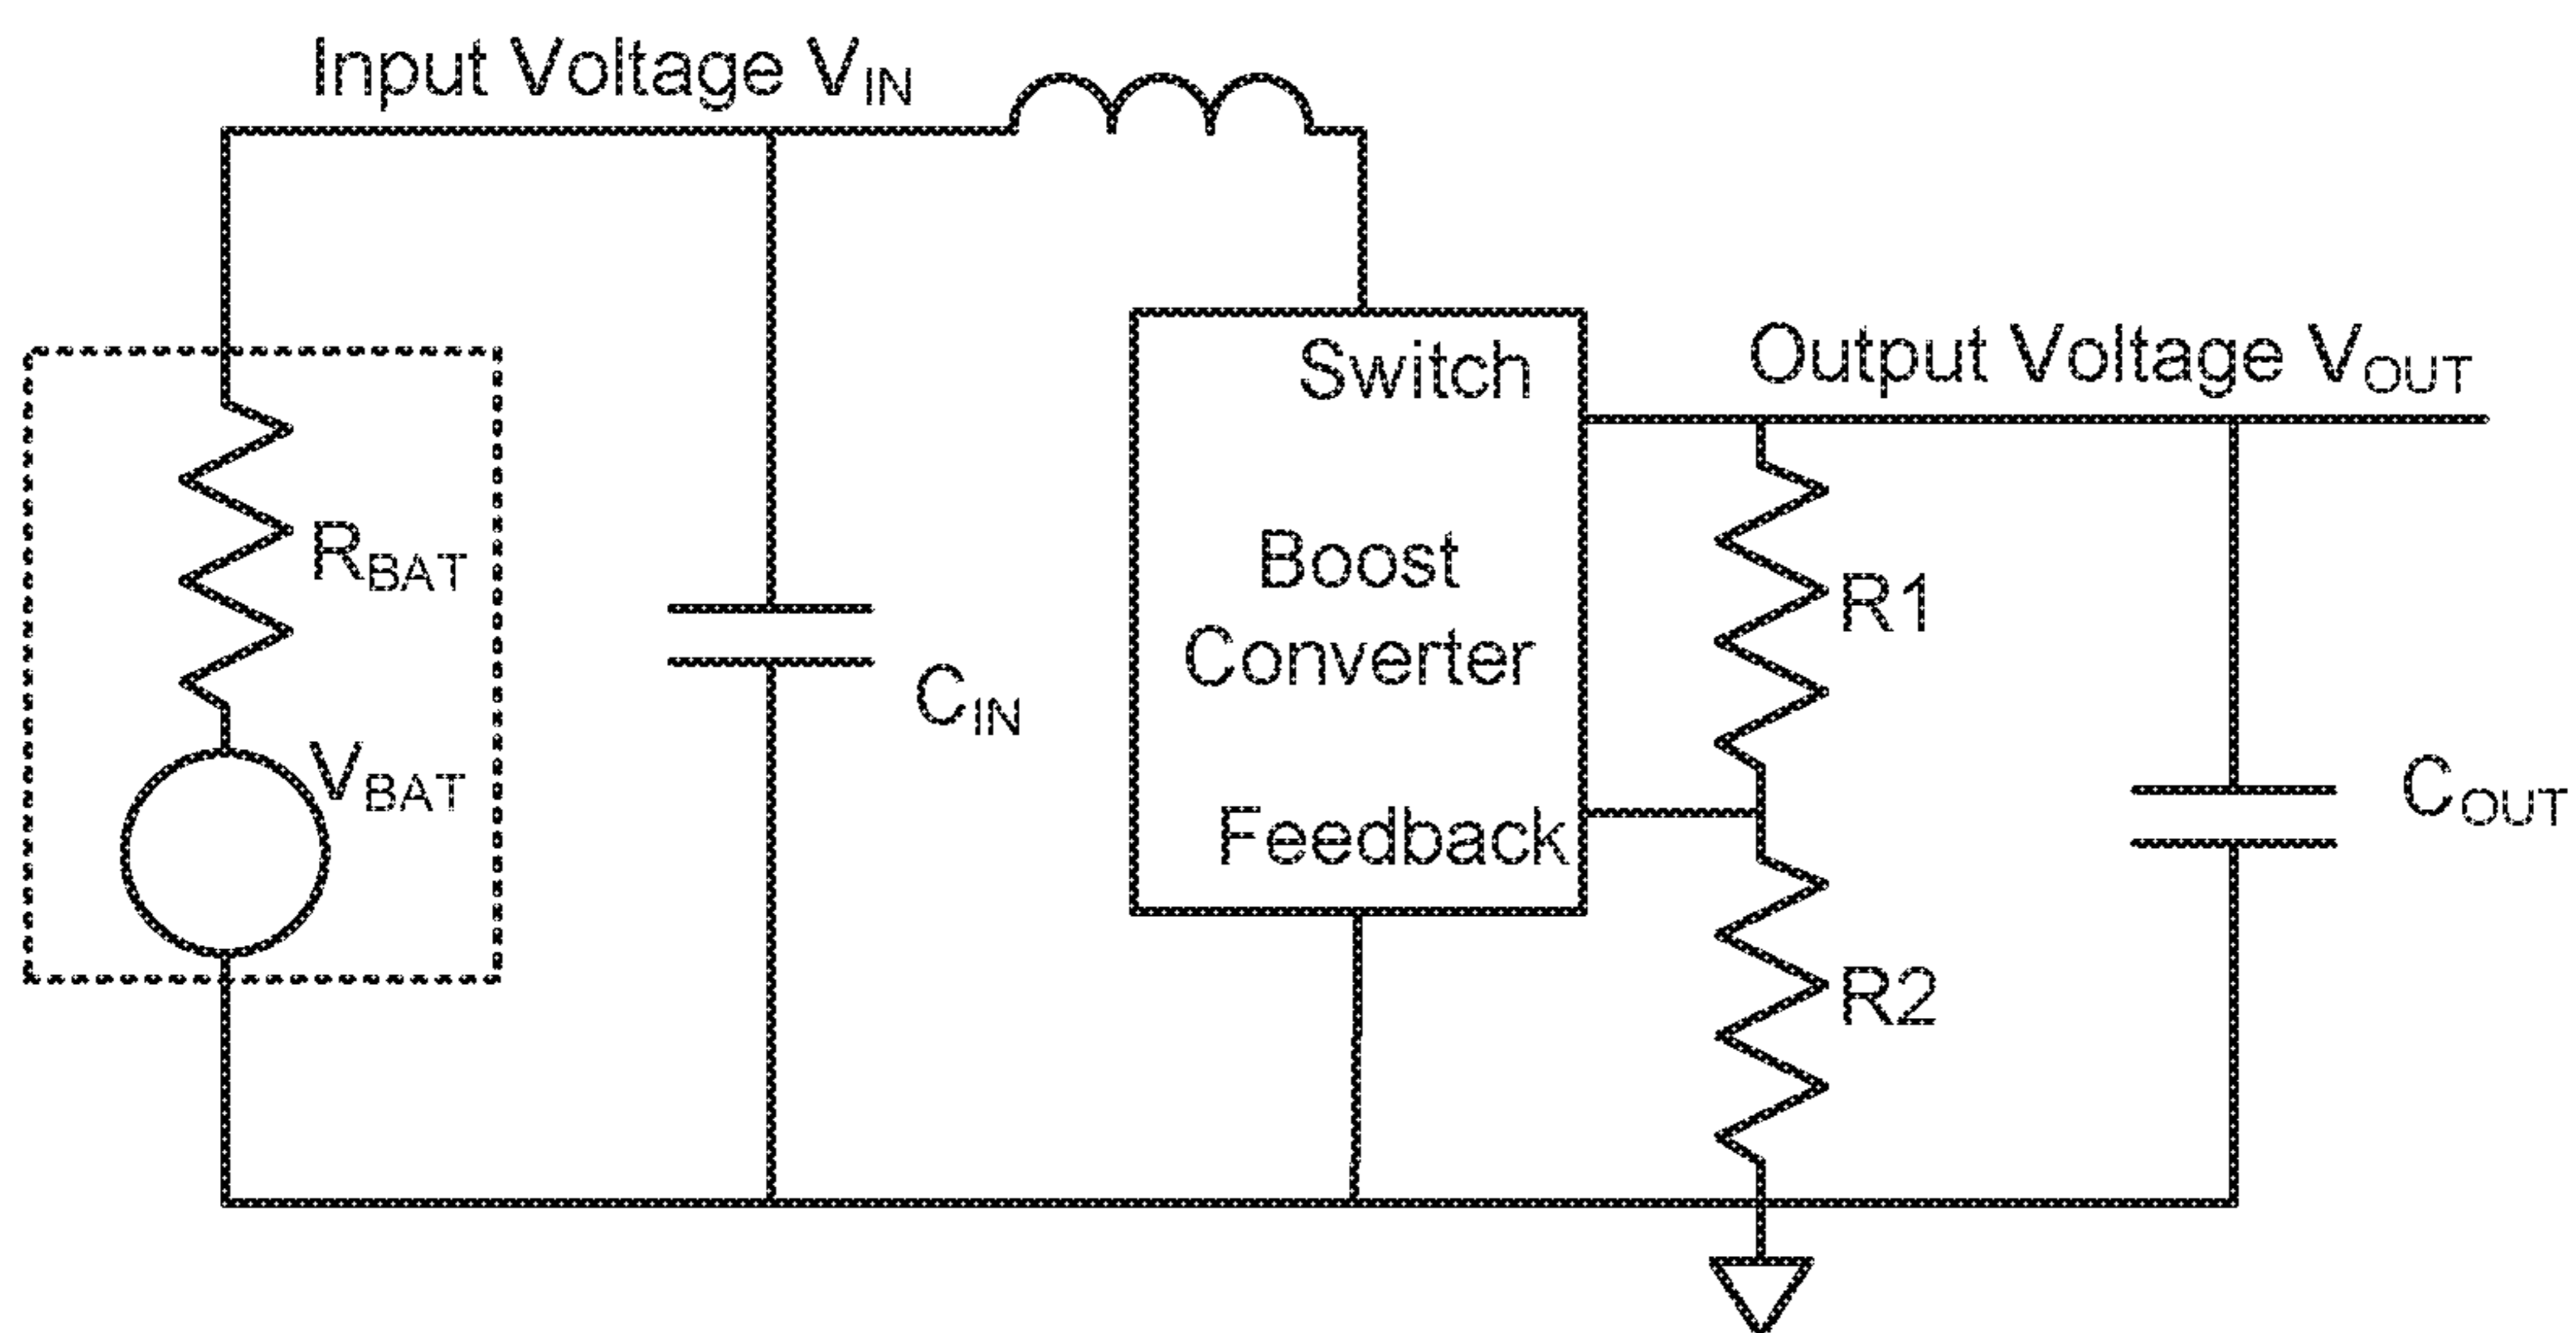 Input Voltage VIN
Switch
Output Voltage VOUT
RBAT
Boost
Converter
R1
CIN
VBAT
Feedback
COUT
R2